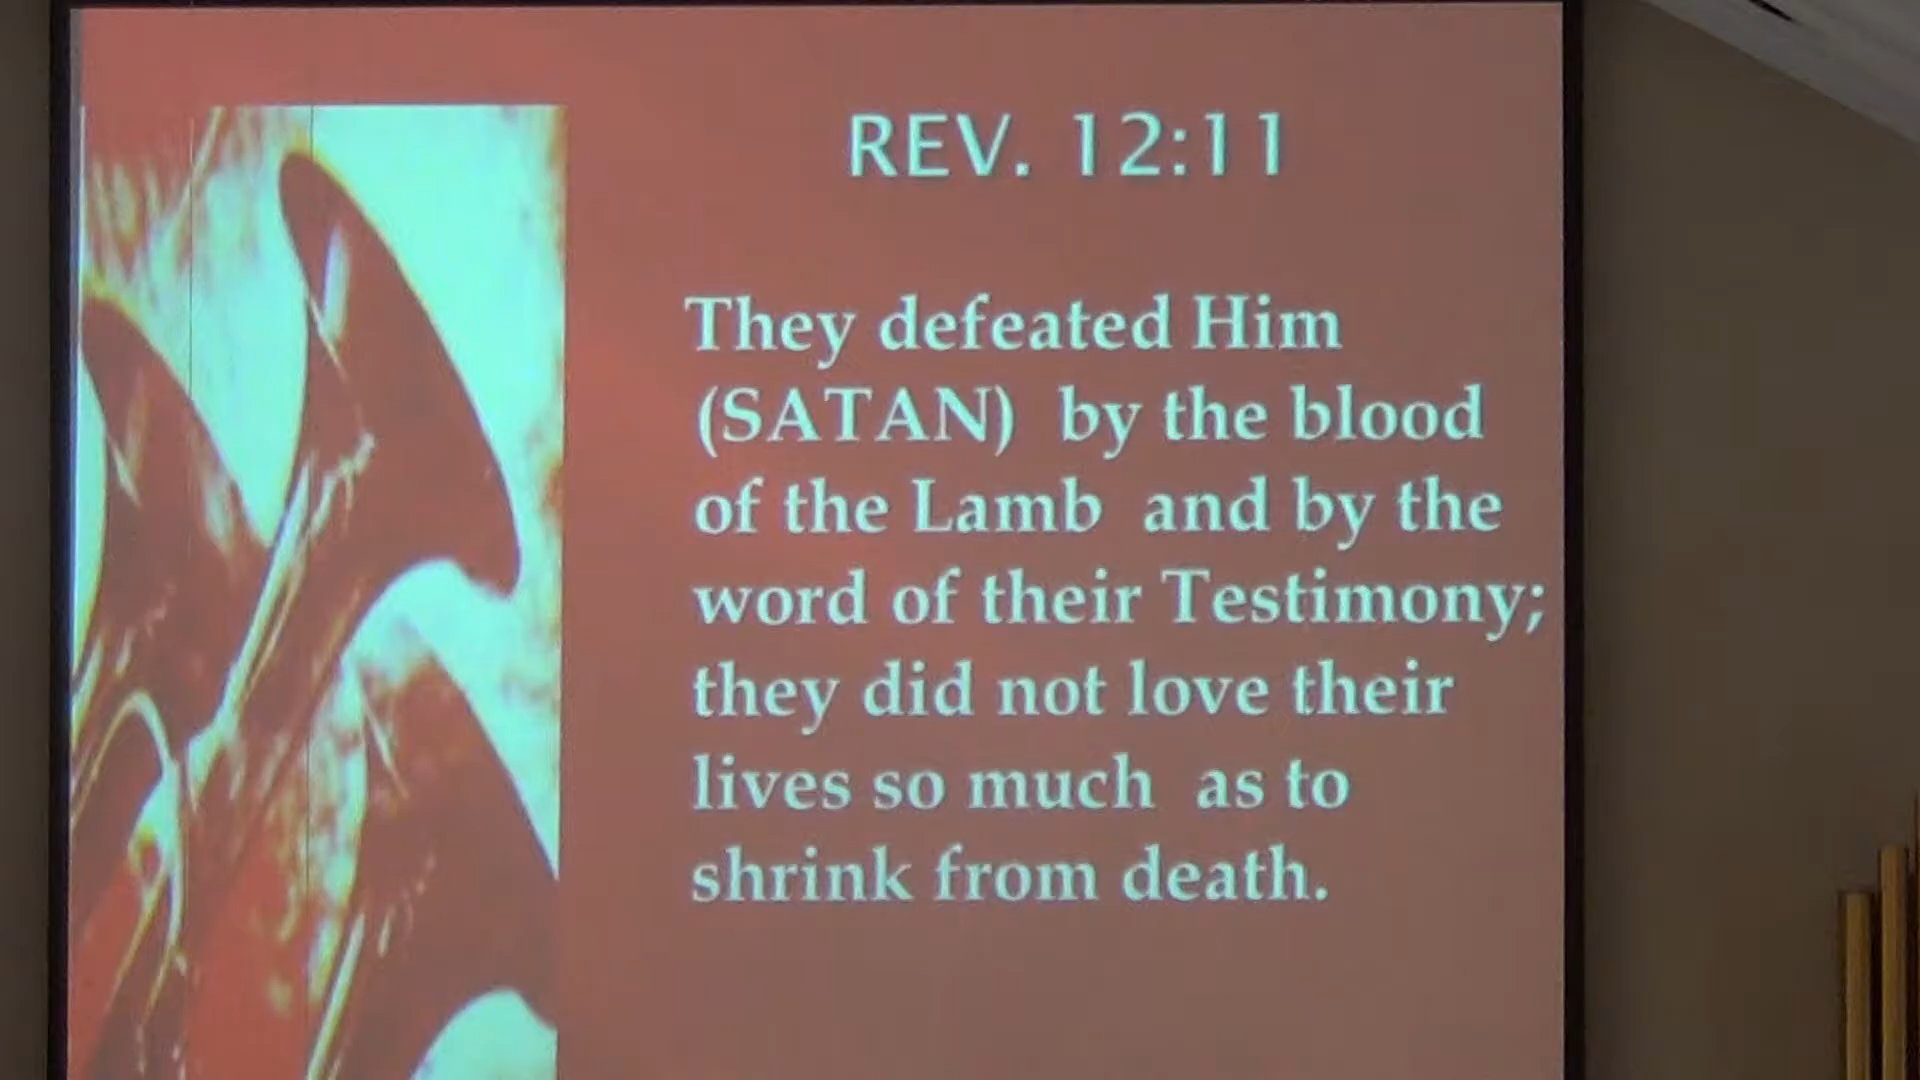 REV. 12:11
They defeated Him
(SATAN) by the blood
of the Lamb and by the
word of their Testimony;
they did not love their
lives so much as to
shrink from death.